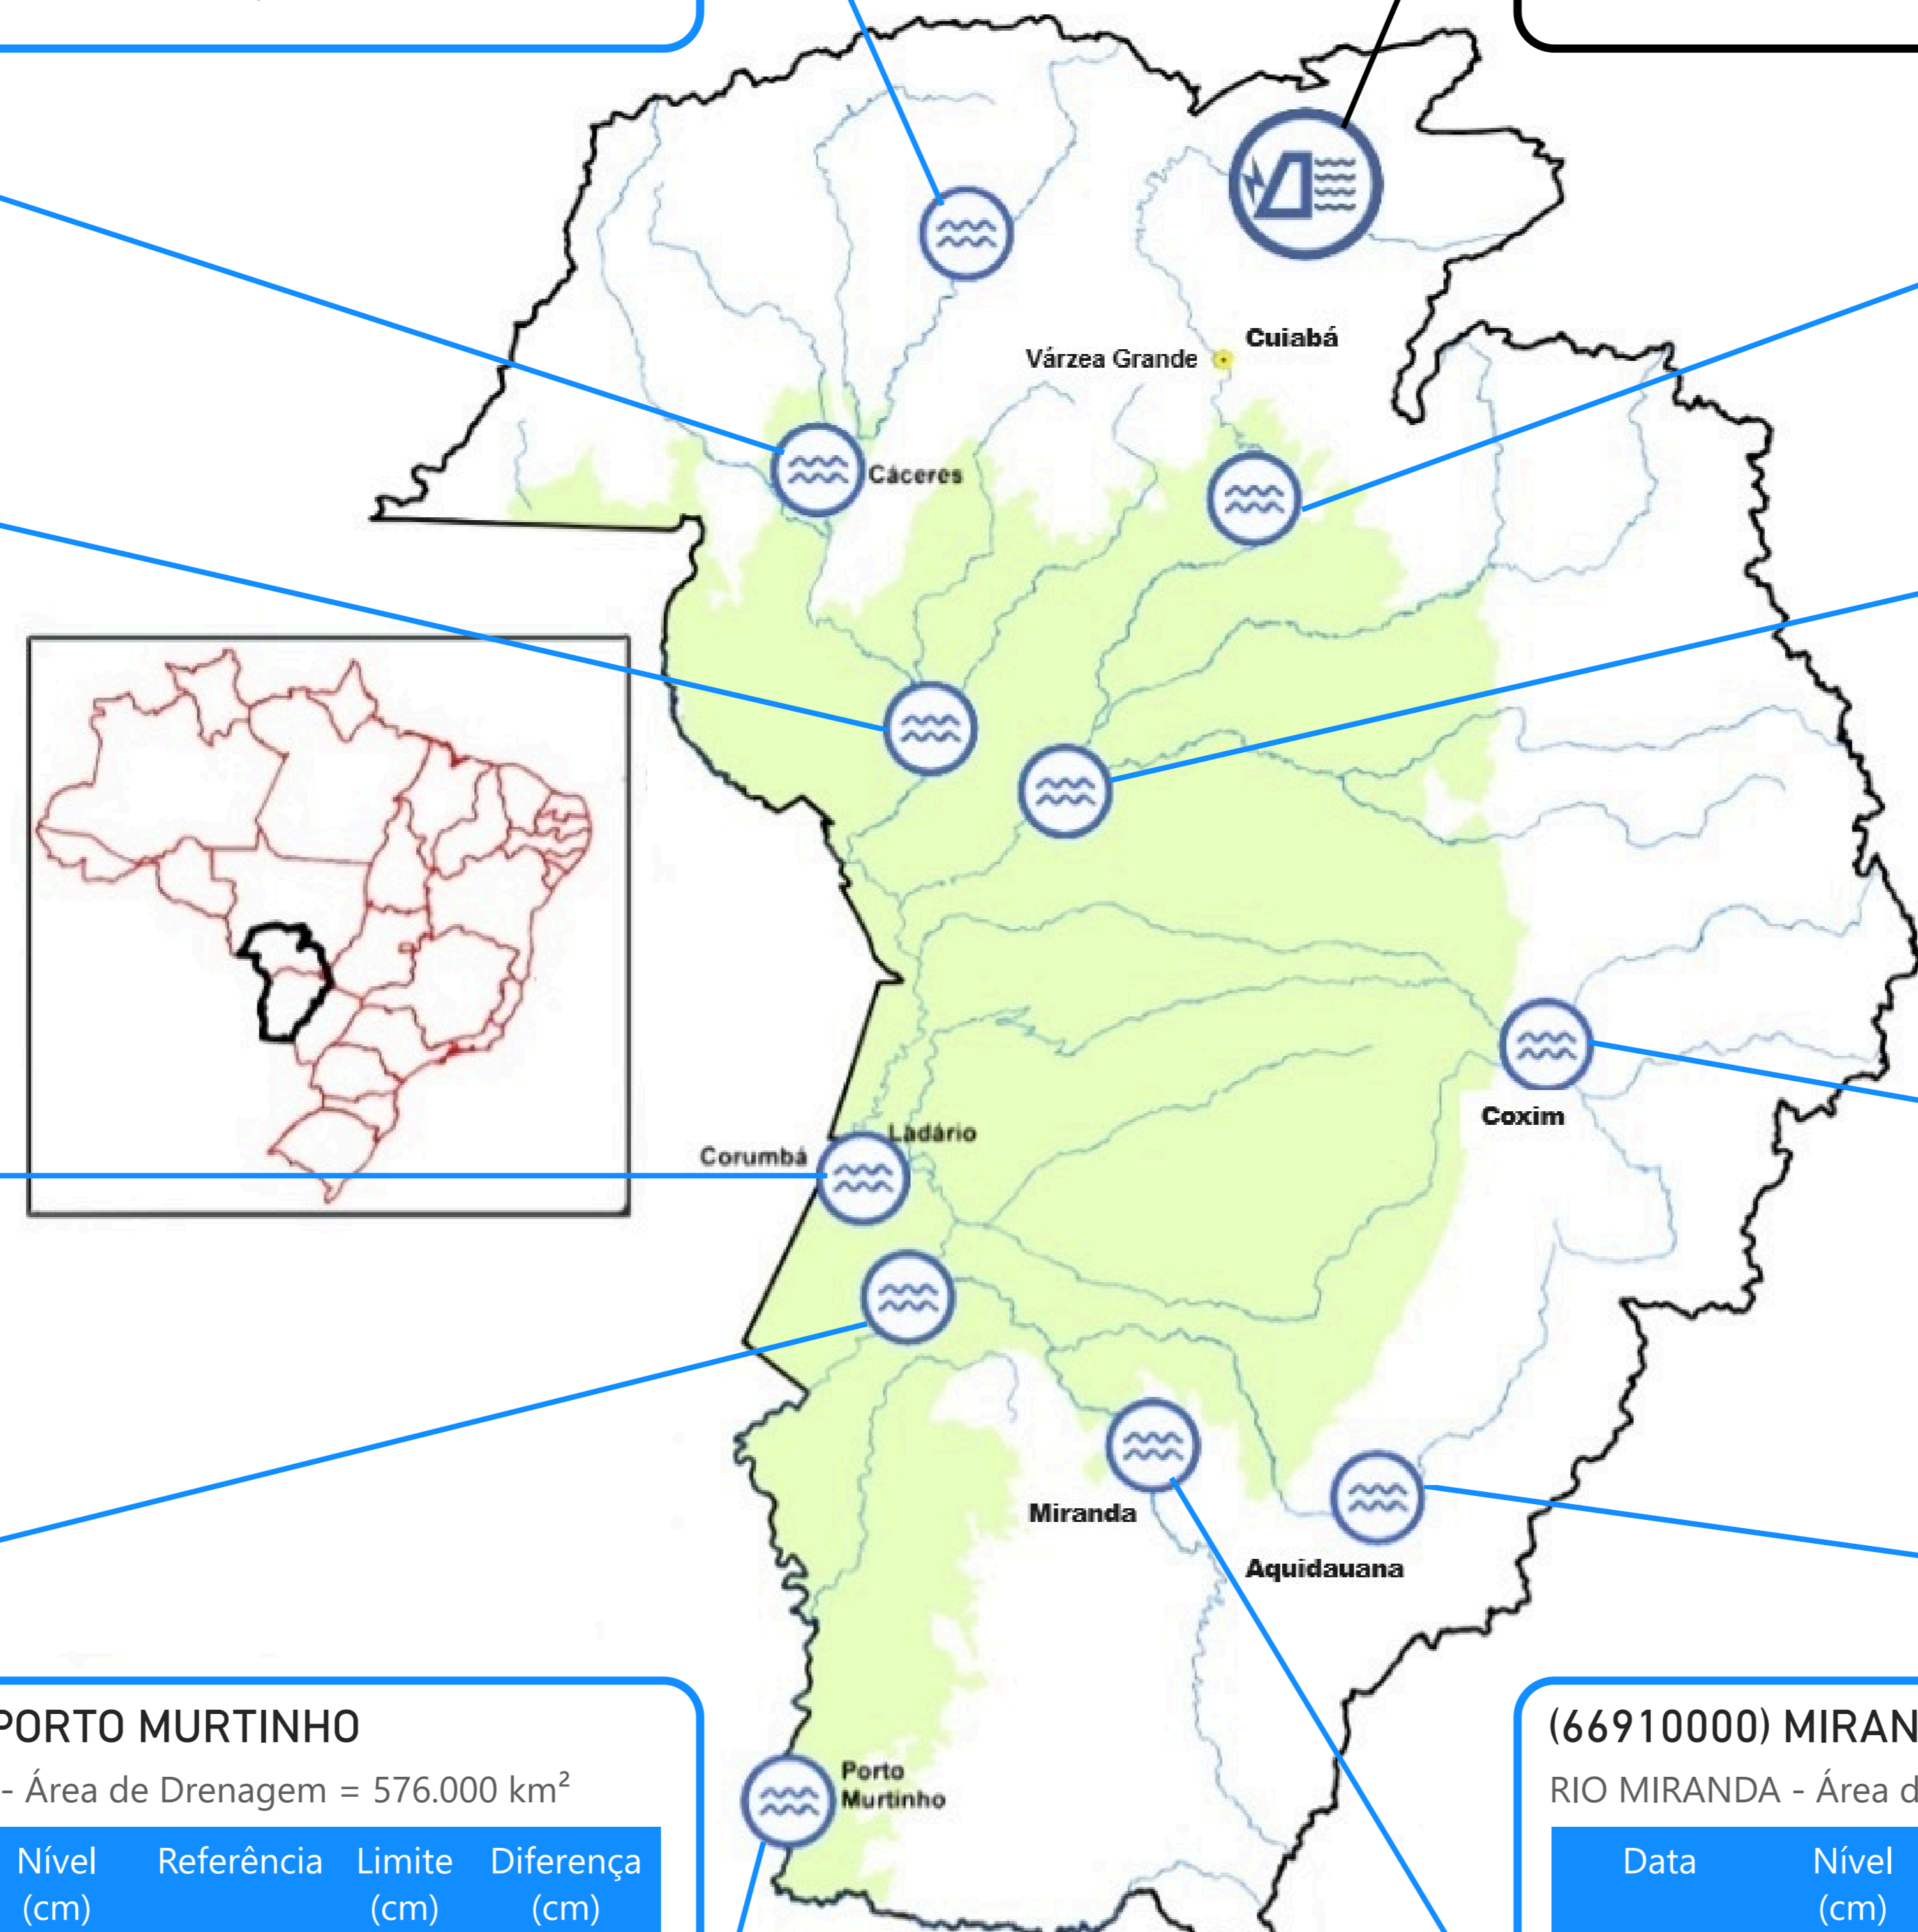 Cuiabá
Várzea Grande
Cáceres
Coxim
Ladário
Corumbá
Miranda
Aquidauana
Porto
Murtinho
PORTO MURTINHO
- Área de Drenagem = 576.000 km²
Nível Referência Limite Diferença
(cm) (cm) (cm)
(66910000) MIRAN
RIO MIRANDA - Área d
Data Nível
(cm)